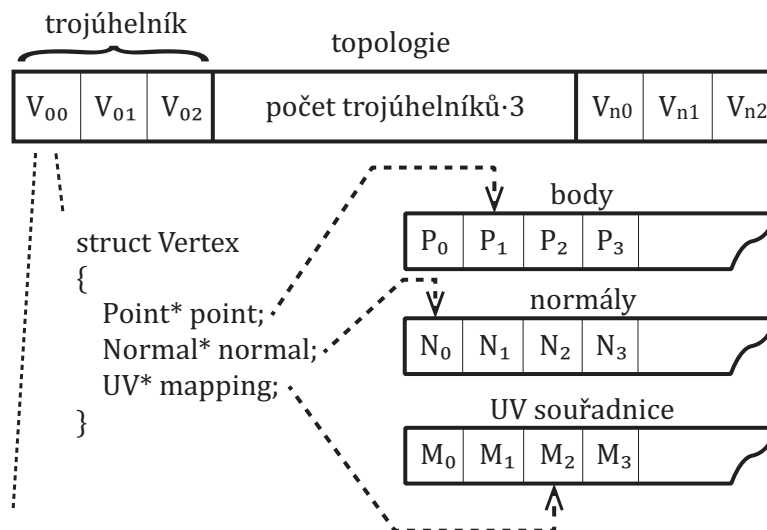 trojúhelník
topologie
V₀₀ V₀₁ V₀₂ počet trojúhelníků·3 Vₙ₀ Vₙ₁ Vₙ₂
body
struct Vertex
P₀ P₁ P₂ P₃
{
normály
Point* point;
Normal* normal;
N₀ N₁ N₂ N₃
UV* mapping;
}
UV souřadnice
M₀ M₁ M₂ M₃